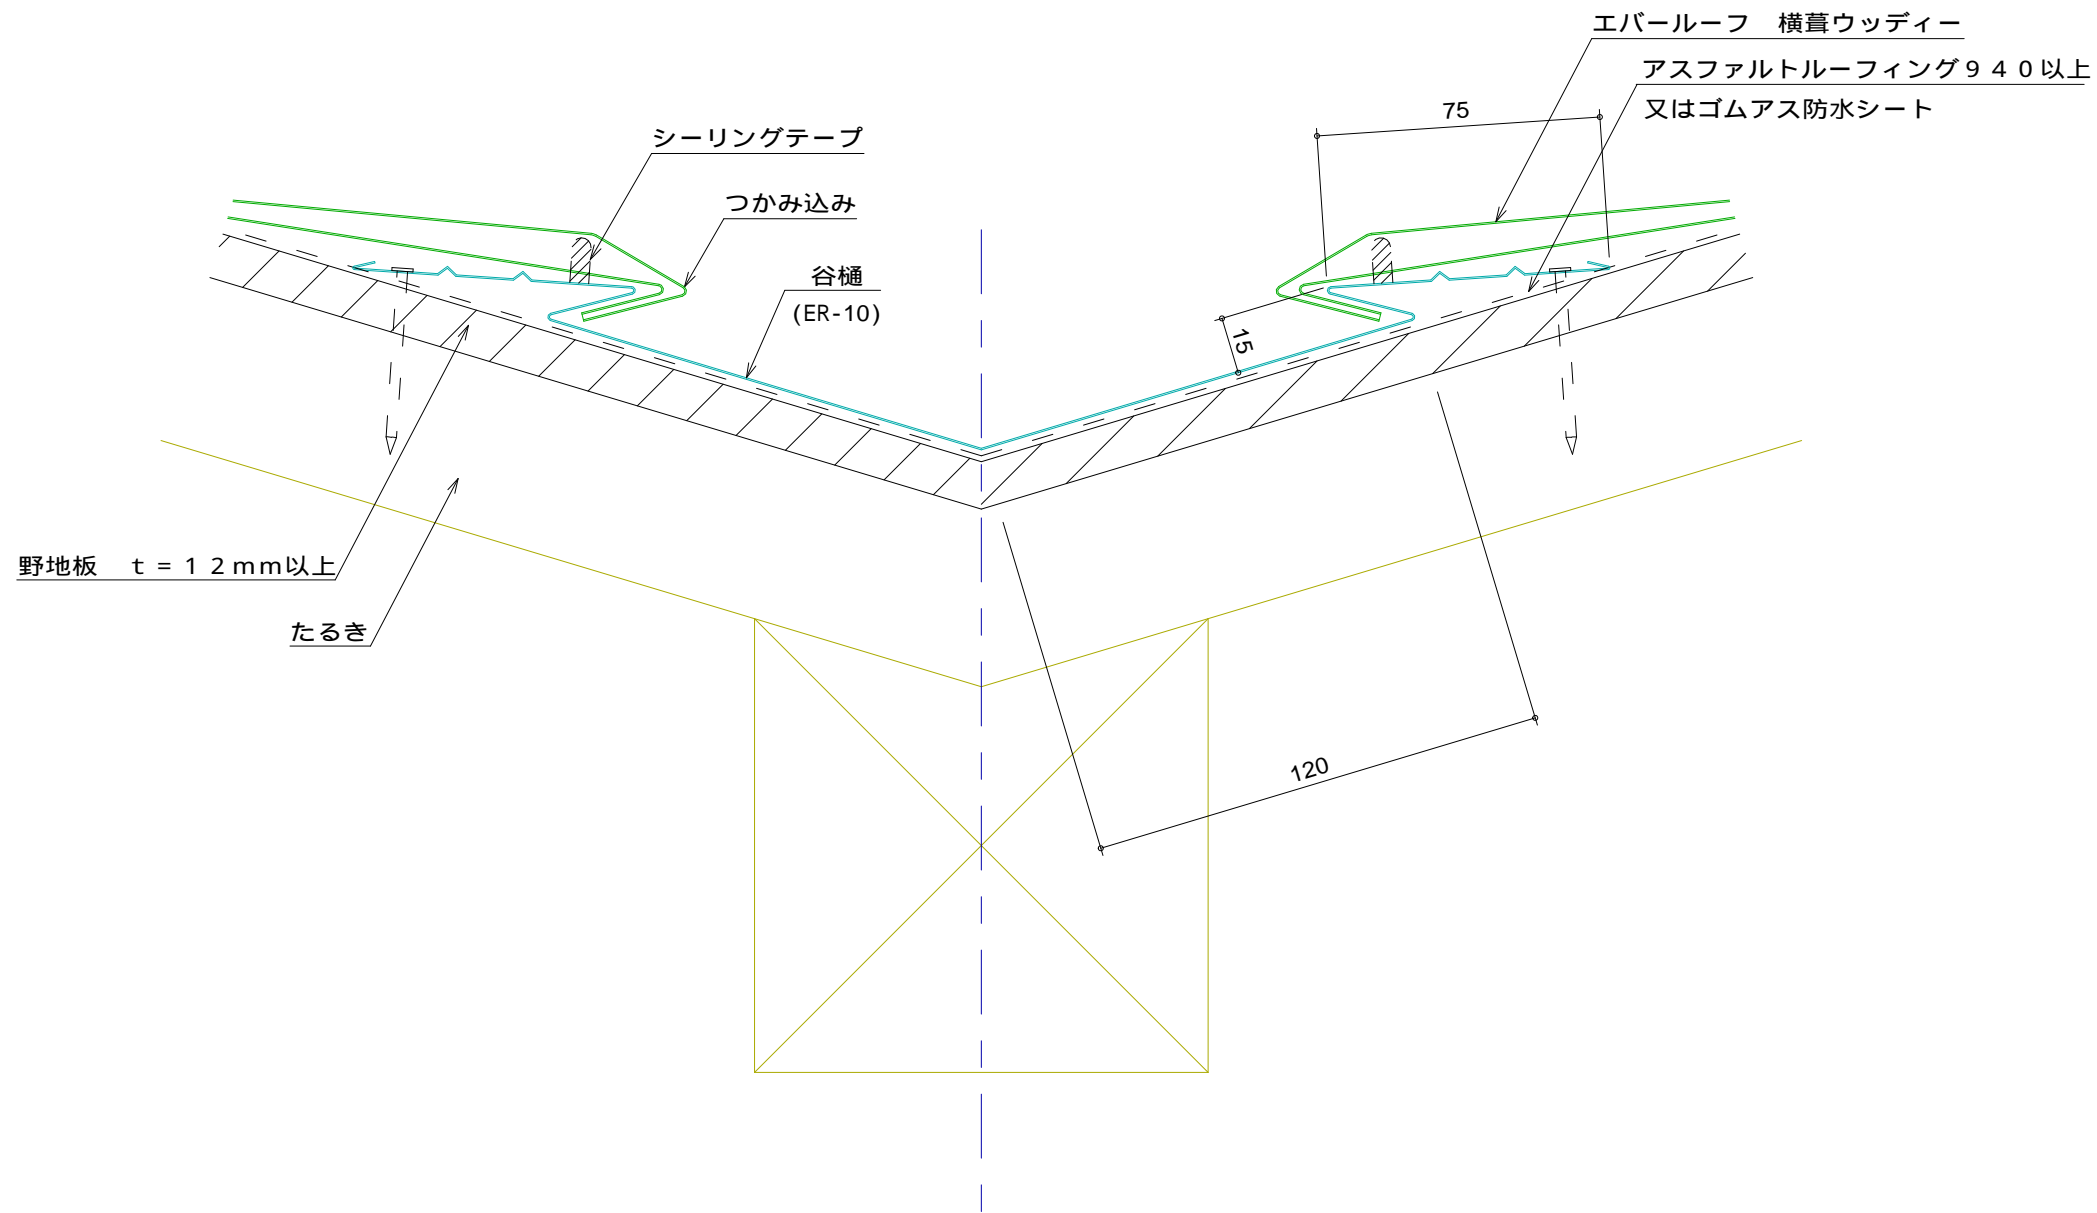 エバールーフ　横葺ウッディー
アスファルトルーフィング９４０以上
又はゴムアス防水シート
75
シーリングテープ
つかみ込み
谷樋
(ER-10)
15
野地板　ｔ＝１２ｍｍ以上
たるき
120